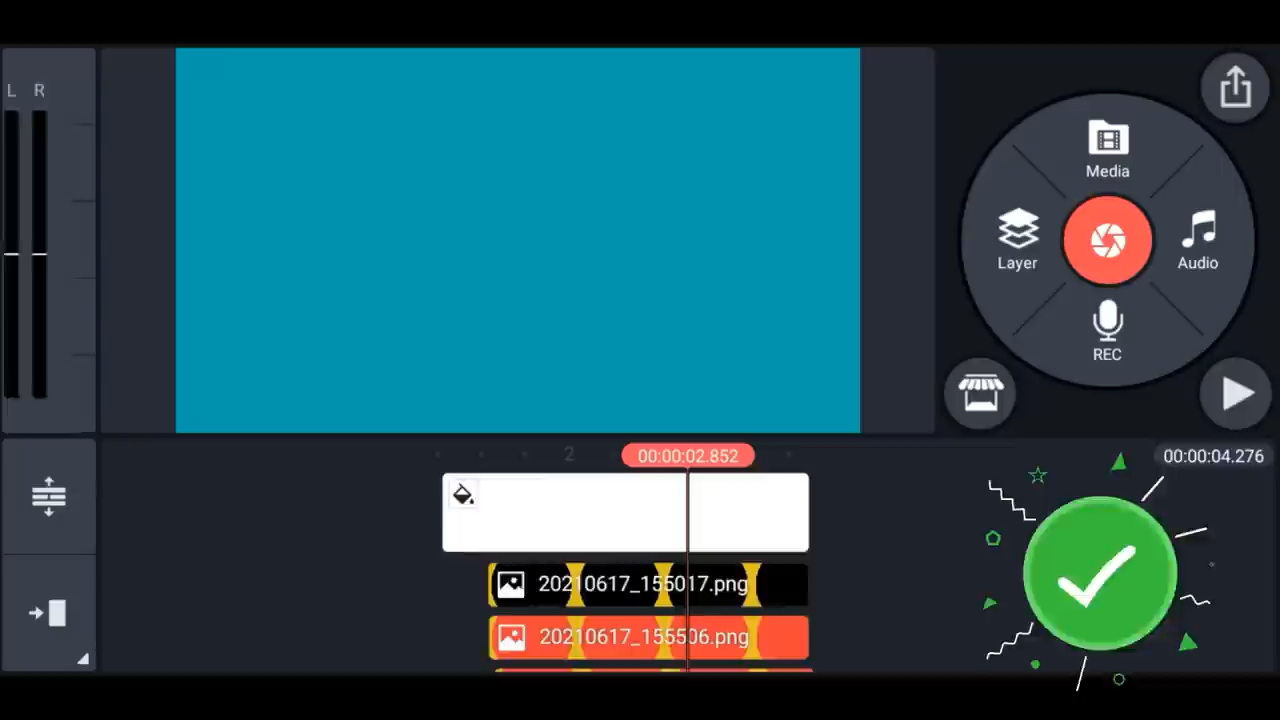 L R
Media
Layer
Audio
REC
2
00:00:02.852
00:00:04.276
20210617_155017.png
20210617_155506.png